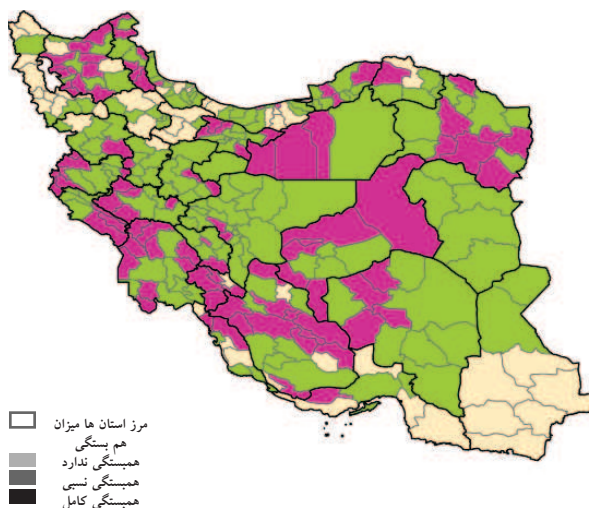 مرز استان ها میزان
هم بستگی
همبستگی ندارد
همبستگی نسبی
همبستگی کامل